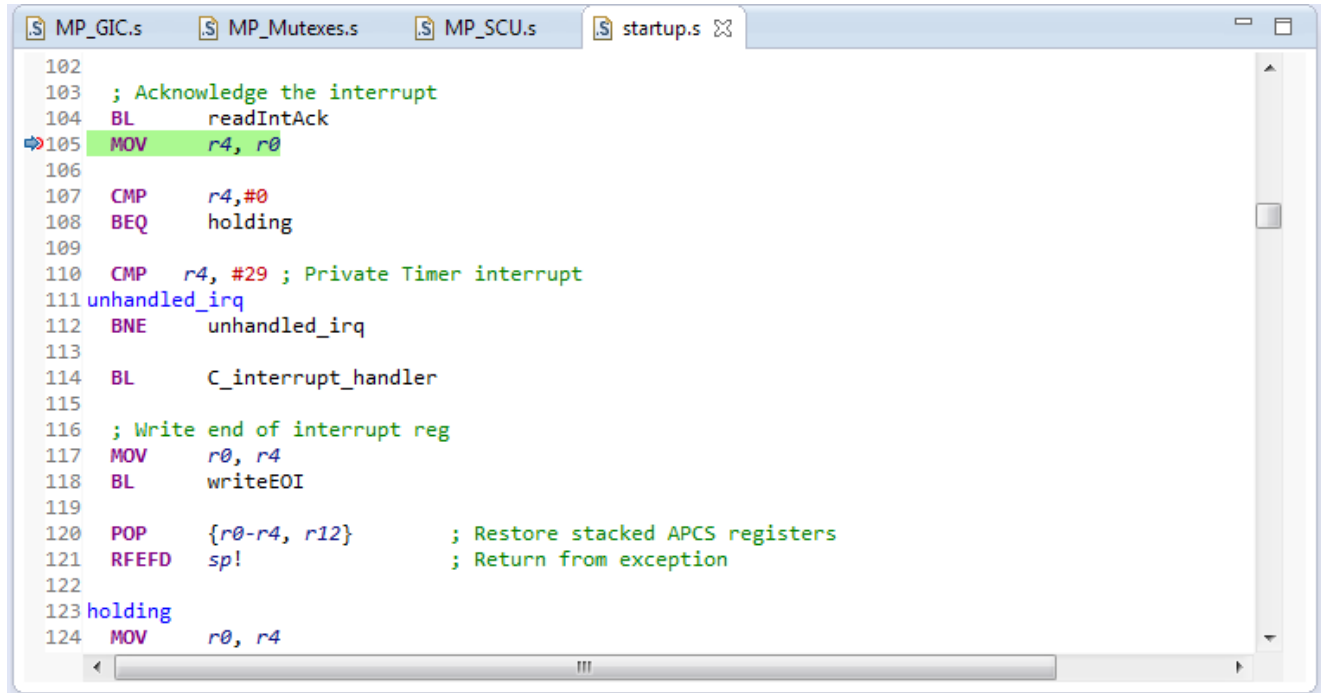 MP_GIC.s MP_Mutexes.s MP_SCU.s startup.s
102
103 ; Acknowledge the interrupt
104 BL readIntAck
105 MOV r4, r0
106
107 CMP r4,#0
108 BEQ holding
109
110 CMP r4, #29 ; Private Timer interrupt
111 unhandled_irq
112 BNE unhandled_irq
113
114 BL C_interrupt_handler
115
116 ; Write end of interrupt reg
117 MOV r0, r4
118 BL writeEOI
119
120 POP {r0-r4, r12} ; Restore stacked APCS registers
121 RFEFD sp! ; Return from exception
122
123 holding
124 MOV r0, r4